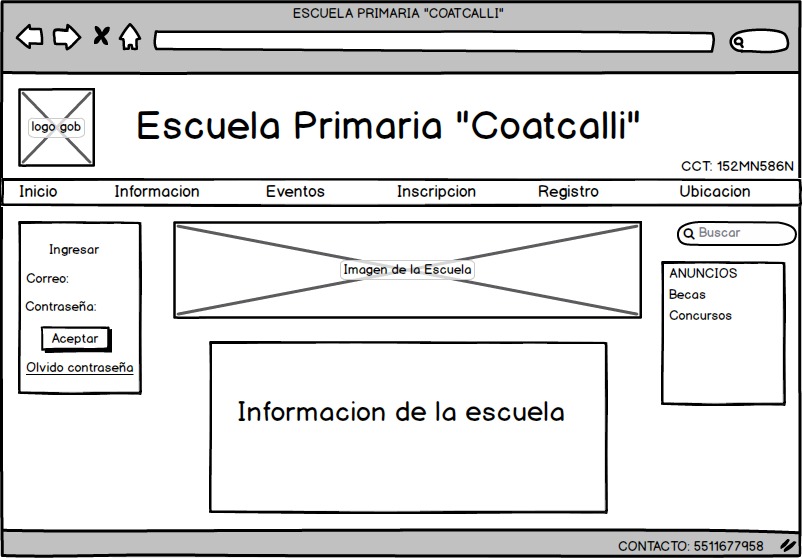 ESCUELA PRIMARIA "COATCALLI"
logo gob
Escuela Primaria "Coatcalli"
CCT: 152MN586N
Inicio Informacion Eventos Inscripcion Registro Ubicacion
Ingresar
Correo:
Contraseña:
Aceptar
Olvido contraseña
Imagen de la Escuela
Informacion de la escuela
Buscar
ANUNCIOS
Becas
Concursos
CONTACTO: 5511677958